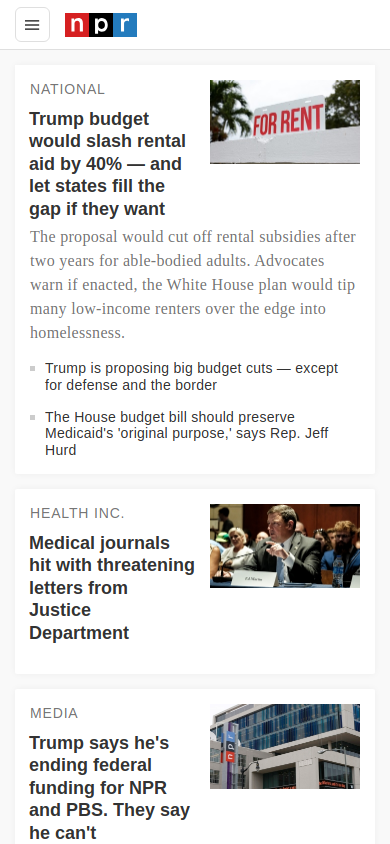 npr
NATIONAL
Trump budget
would slash rental
aid by 40% — and
let states fill the
gap if they want
FOR RENT
The proposal would cut off rental subsidies after
two years for able-bodied adults. Advocates
warn if enacted, the White House plan would tip
many low-income renters over the edge into
homelessness.
Trump is proposing big budget cuts — except
for defense and the border
The House budget bill should preserve
Medicaid's 'original purpose,' says Rep. Jeff
Hurd
HEALTH INC.
Medical journals
hit with threatening
letters from
Justice
Department
MEDIA
Trump says he's
ending federal
funding for NPR
and PBS. They say
he can't
npr